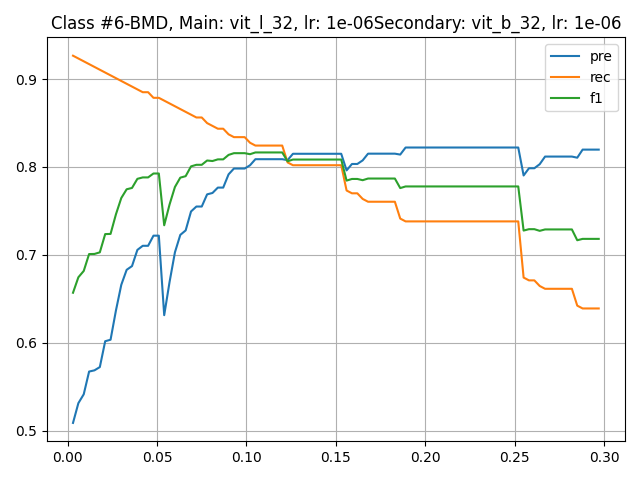 Class #6-BMD, Main: vit_l_32, lr: 1e-06Secondary: vit_b_32, lr: 1e-06
pre
rec
f1
0.9
0.8
0.7
0.6
0.5
0.00 0.05 0.10 0.15 0.20 0.25 0.30